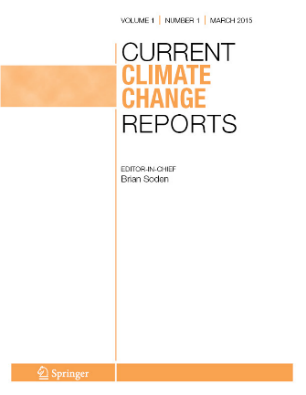 VOLUME 1 | NUMBER 1 | MARCH 2015
CURRENT
CLIMATE
CHANGE
REPORTS
EDITOR-IN-CHIEF
Brian Soden
Springer